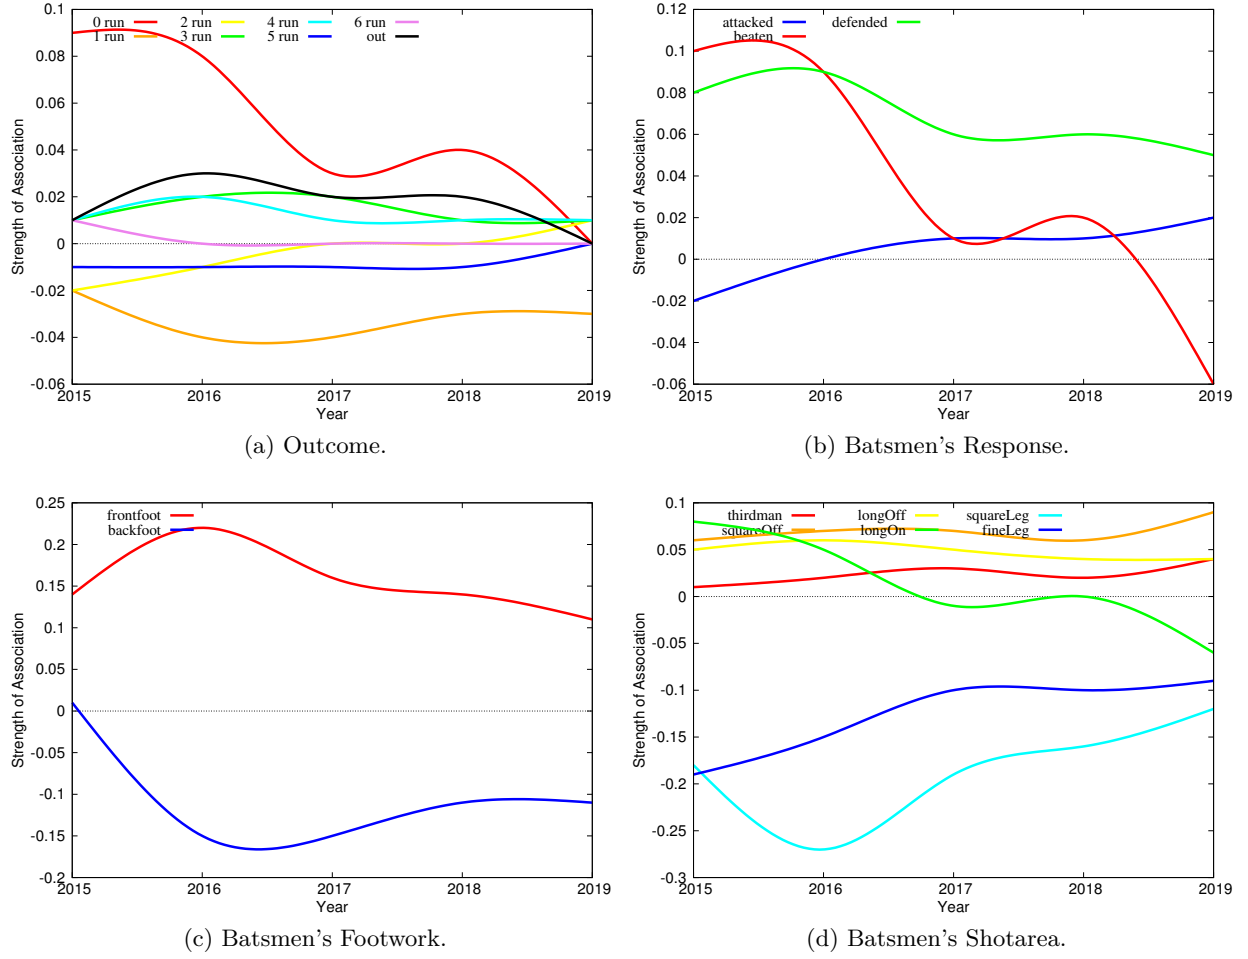 0 run 2 run 4 run 6 run
1 run 3 run 5 run out
0.1
0.08
0.06
0.04
0.02
0
-0.02
-0.04
-0.06
Strength of Association
2015 2016 2017 2018 2019
Year
(a) Outcome.
attacked defended
beaten
0.12
0.1
0.08
0.06
0.04
0.02
0
-0.02
-0.04
-0.06
Strength of Association
2015 2016 2017 2018 2019
Year
(b) Batsmen's Response.
frontfoot
backfoot
0.25
0.2
0.15
0.1
0.05
0
-0.05
-0.1
-0.15
-0.2
Strength of Association
2015 2016 2017 2018 2019
Year
(c) Batsmen's Footwork.
thirdman longOff squareLeg
squareOff longOn fineLeg
0.1
0.05
0
-0.05
-0.1
-0.15
-0.2
-0.25
-0.3
Strength of Association
2015 2016 2017 2018 2019
Year
(d) Batsmen's Shotarea.